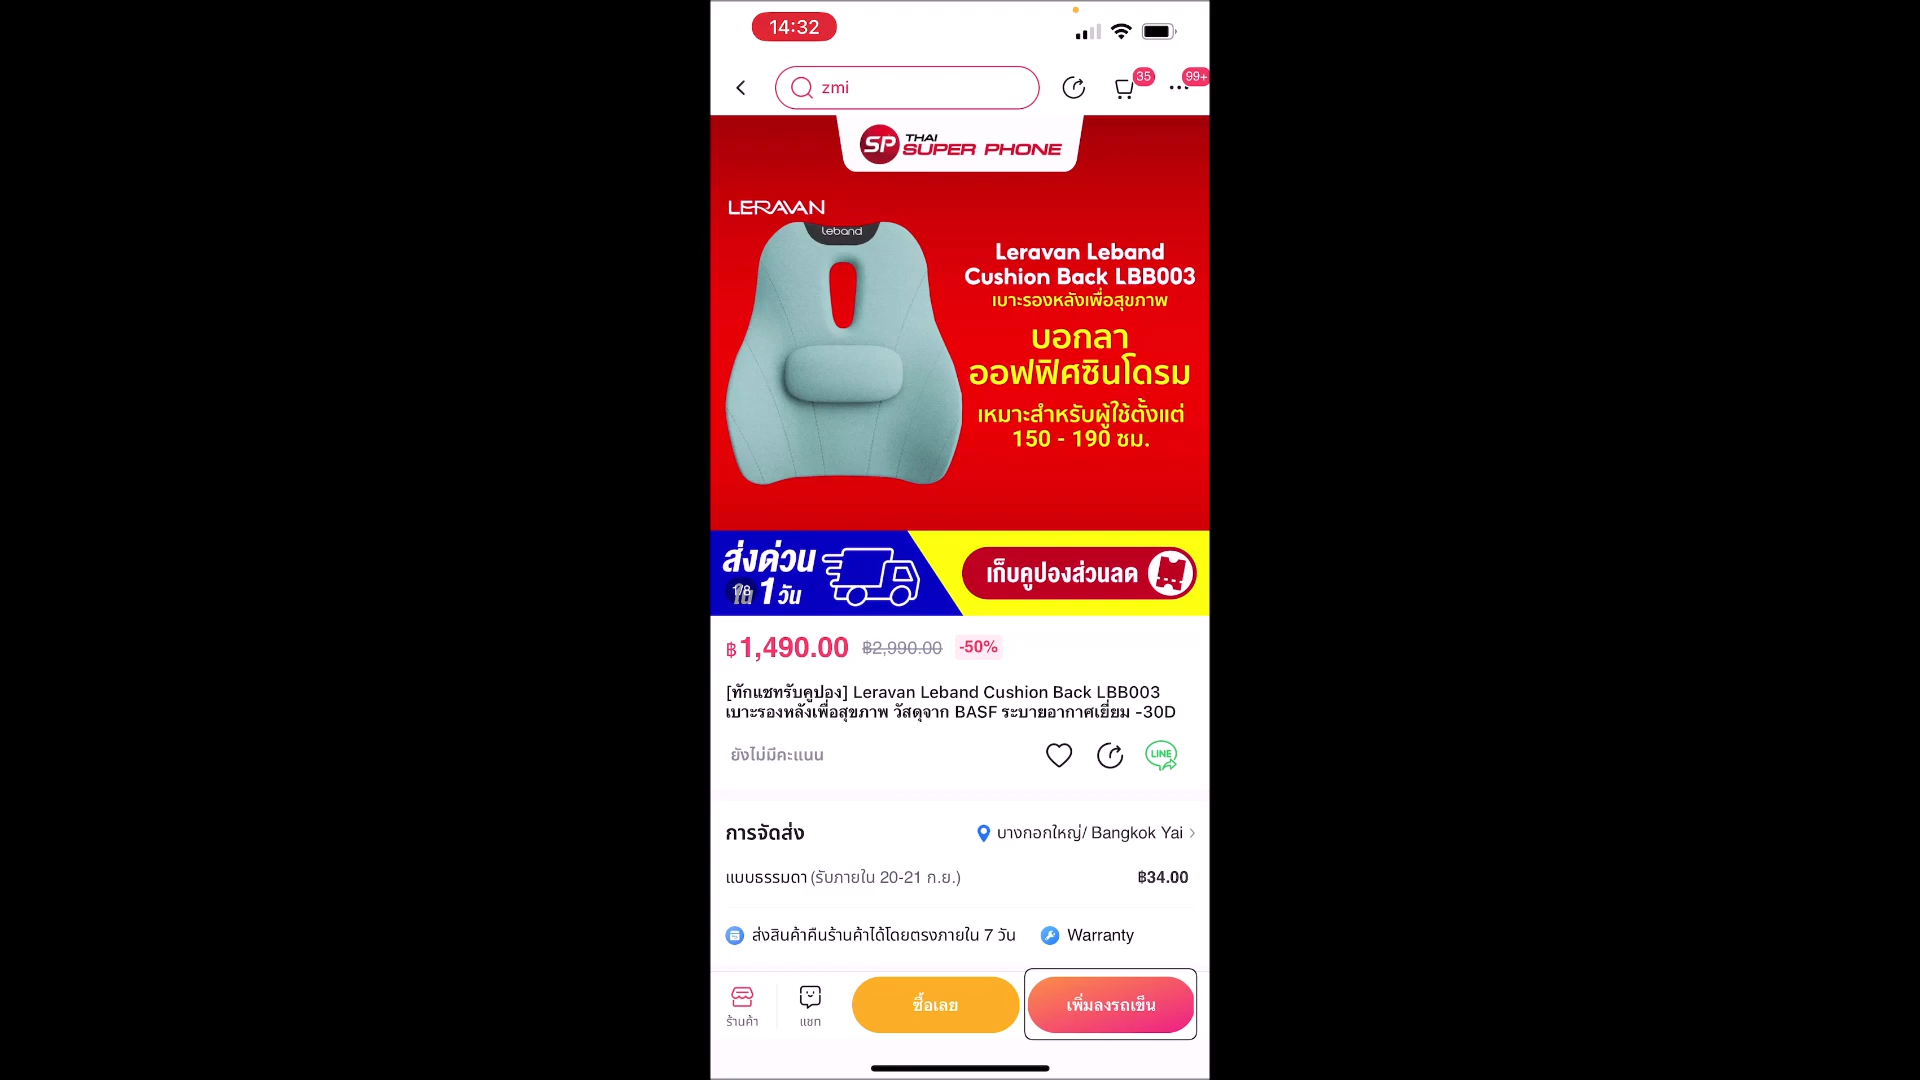 14:32
zmi
35
99+
SP THAI
SUPER PHONE
LERAVAN
leband
Leravan Leband
Cushion Back LBB003
เบาะรองหลังเพื่อสุขภาพ
บอกลา
ออฟฟิศซินโดรม
เหมาะสำหรับผู้ใช้ตั้งแต่
150 - 190 ซม.
ส่งด่วน
ใน 1 วัน
1/8
เก็บคูปองส่วนลด
฿1,490.00 ฿2,990.00 -50%
[ทักแชทรับคูปอง] Leravan Leband Cushion Back LBB003
เบาะรองหลังเพื่อสุขภาพ วัสดุจาก BASF ระบายอากาศเยี่ยม -30D
ยังไม่มีคะแนน
LINE
การจัดส่ง
บางกอกใหญ่/ Bangkok Yai
แบบธรรมดา (รับภายใน 20-21 ก.ย.)
฿34.00
ส่งสินค้าคืนร้านค้าได้โดยตรงภายใน 7 วัน
Warranty
ร้านค้า
แชท
ซื้อเลย
เพิ่มลงรถเข็น